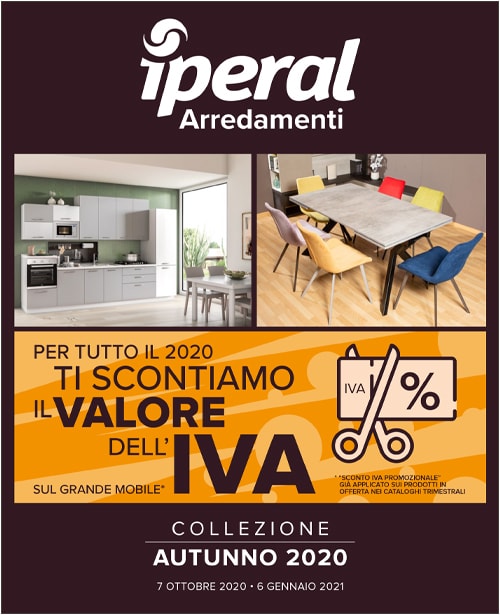 iperal
Arredamenti
PER TUTTO IL 2020
TI SCONTIAMO
IL VALORE
DELL'IVA
SUL GRANDE MOBILE*
IVA %
* "SCONTO IVA PROMOZIONALE"
GIÀ APPLICATO SUI PRODOTTI IN
OFFERTA NEI CATALOGHI TRIMESTRALI
COLLEZIONE
AUTUNNO 2020
7 OTTOBRE 2020 • 6 GENNAIO 2021